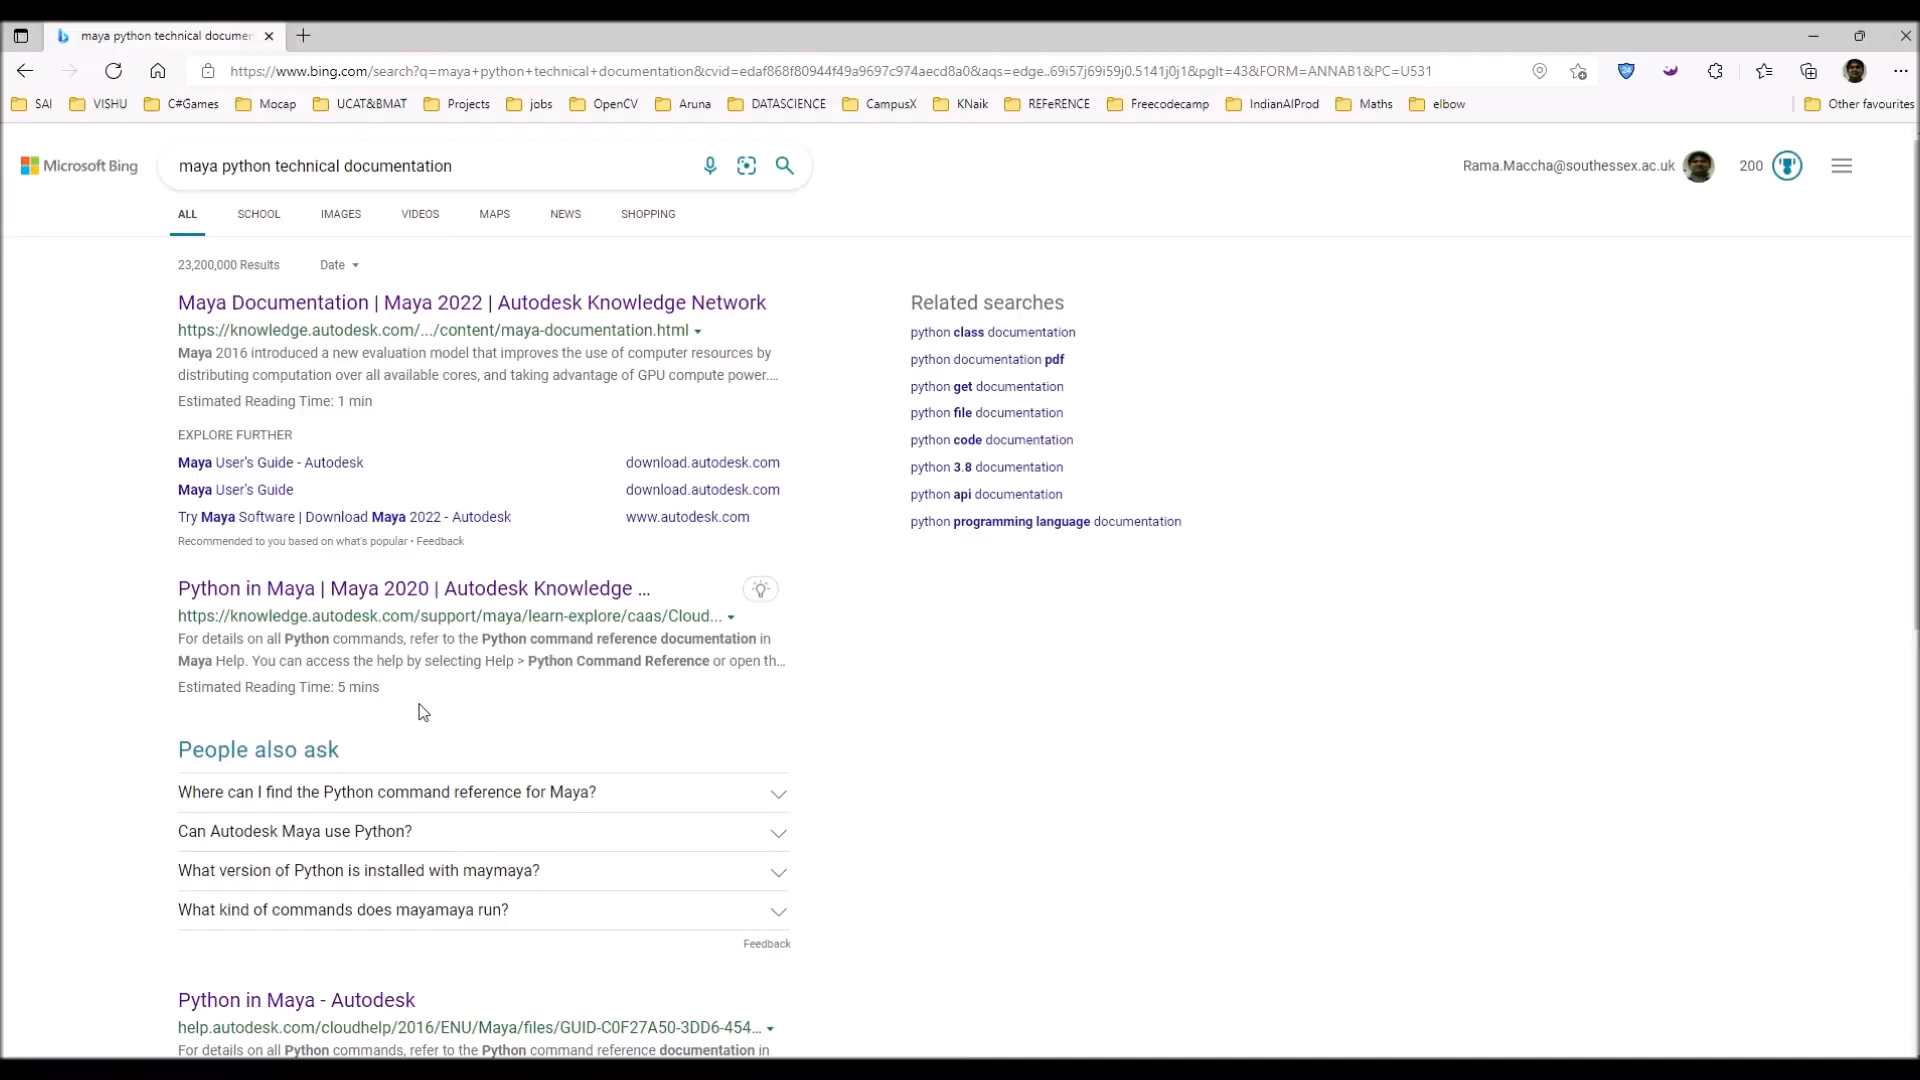 maya python technical documen
https://www.bing.com/search?q=maya+python+technical+documentation&cvid=edaf868f80944f49a9697c974aecd8a0&aqs=edge..69i57j69i59j0.5141j0j1&pglt=43&FORM=ANNAB1&PC=U531
SAI VISHU C#Games Mocap UCAT&BMAT Projects jobs OpenCV Aruna DATASCIENCE CampusX KNaik REFeRENCE Freecodecamp IndianAIProd Maths elbow Other favourites
Microsoft Bing maya python technical documentation Rama.Maccha@southessex.ac.uk 200
ALL SCHOOL IMAGES VIDEOS MAPS NEWS SHOPPING
23,200,000 Results Date
Maya Documentation | Maya 2022 | Autodesk Knowledge Network
https://knowledge.autodesk.com/.../content/maya-documentation.html
Maya 2016 introduced a new evaluation model that improves the use of computer resources by
distributing computation over all available cores, and taking advantage of GPU compute power....
Estimated Reading Time: 1 min
EXPLORE FURTHER
Maya User's Guide - Autodesk download.autodesk.com
Maya User's Guide download.autodesk.com
Try Maya Software | Download Maya 2022 - Autodesk www.autodesk.com
Recommended to you based on what's popular • Feedback
Python in Maya | Maya 2020 | Autodesk Knowledge ...
https://knowledge.autodesk.com/support/maya/learn-explore/caas/Cloud...
For details on all Python commands, refer to the Python command reference documentation in
Maya Help. You can access the help by selecting Help > Python Command Reference or open th...
Estimated Reading Time: 5 mins
People also ask
Where can I find the Python command reference for Maya?
Can Autodesk Maya use Python?
What version of Python is installed with maymaya?
What kind of commands does mayamaya run?
Feedback
Python in Maya - Autodesk
help.autodesk.com/cloudhelp/2016/ENU/Maya/files/GUID-C0F27A50-3DD6-454...
For details on all Python commands, refer to the Python command reference documentation in
Related searches
python class documentation
python documentation pdf
python get documentation
python file documentation
python code documentation
python 3.8 documentation
python api documentation
python programming language documentation